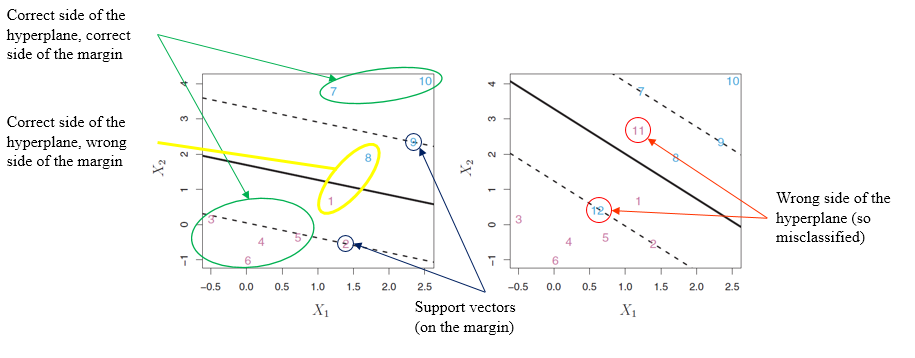 Correct side of the
hyperplane, correct
side of the margin
Correct side of the
hyperplane, wrong
side of the margin
4
3
2
1
0
−1
X2
7
10
9
8
1
3
4
5
2
6
−0.5 0.0 0.5 1.0 1.5 2.0 2.5
X1
4
3
2
1
0
−1
X2
10
7
11
9
8
1
12
3
4
5
2
6
−0.5 0.0 0.5 1.0 1.5 2.0 2.5
X1
Support vectors
(on the margin)
Wrong side of the
hyperplane (so
misclassified)